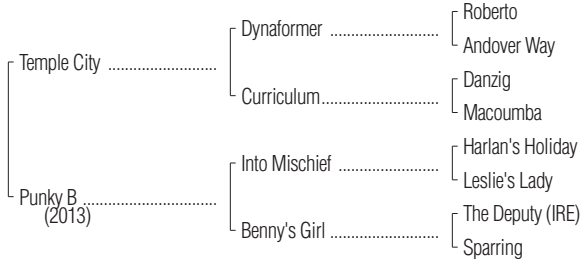 Roberto
Dynaformer ............................
Andover Way
Temple City ............................
Danzig
Curriculum..............................
Macoumba
Harlan's Holiday
Into Mischief ..........................
Leslie's Lady
Punky B ..................................
(2013)
The Deputy (IRE)
Benny's Girl ...........................
Sparring